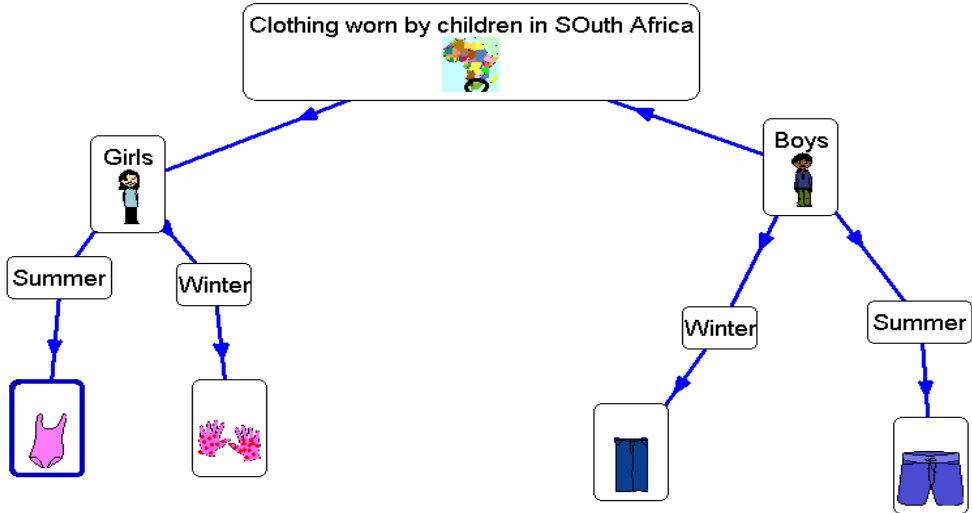 Clothing worn by children in SOuth Africa
Girls
Boys
Summer
Winter
Winter
Summer